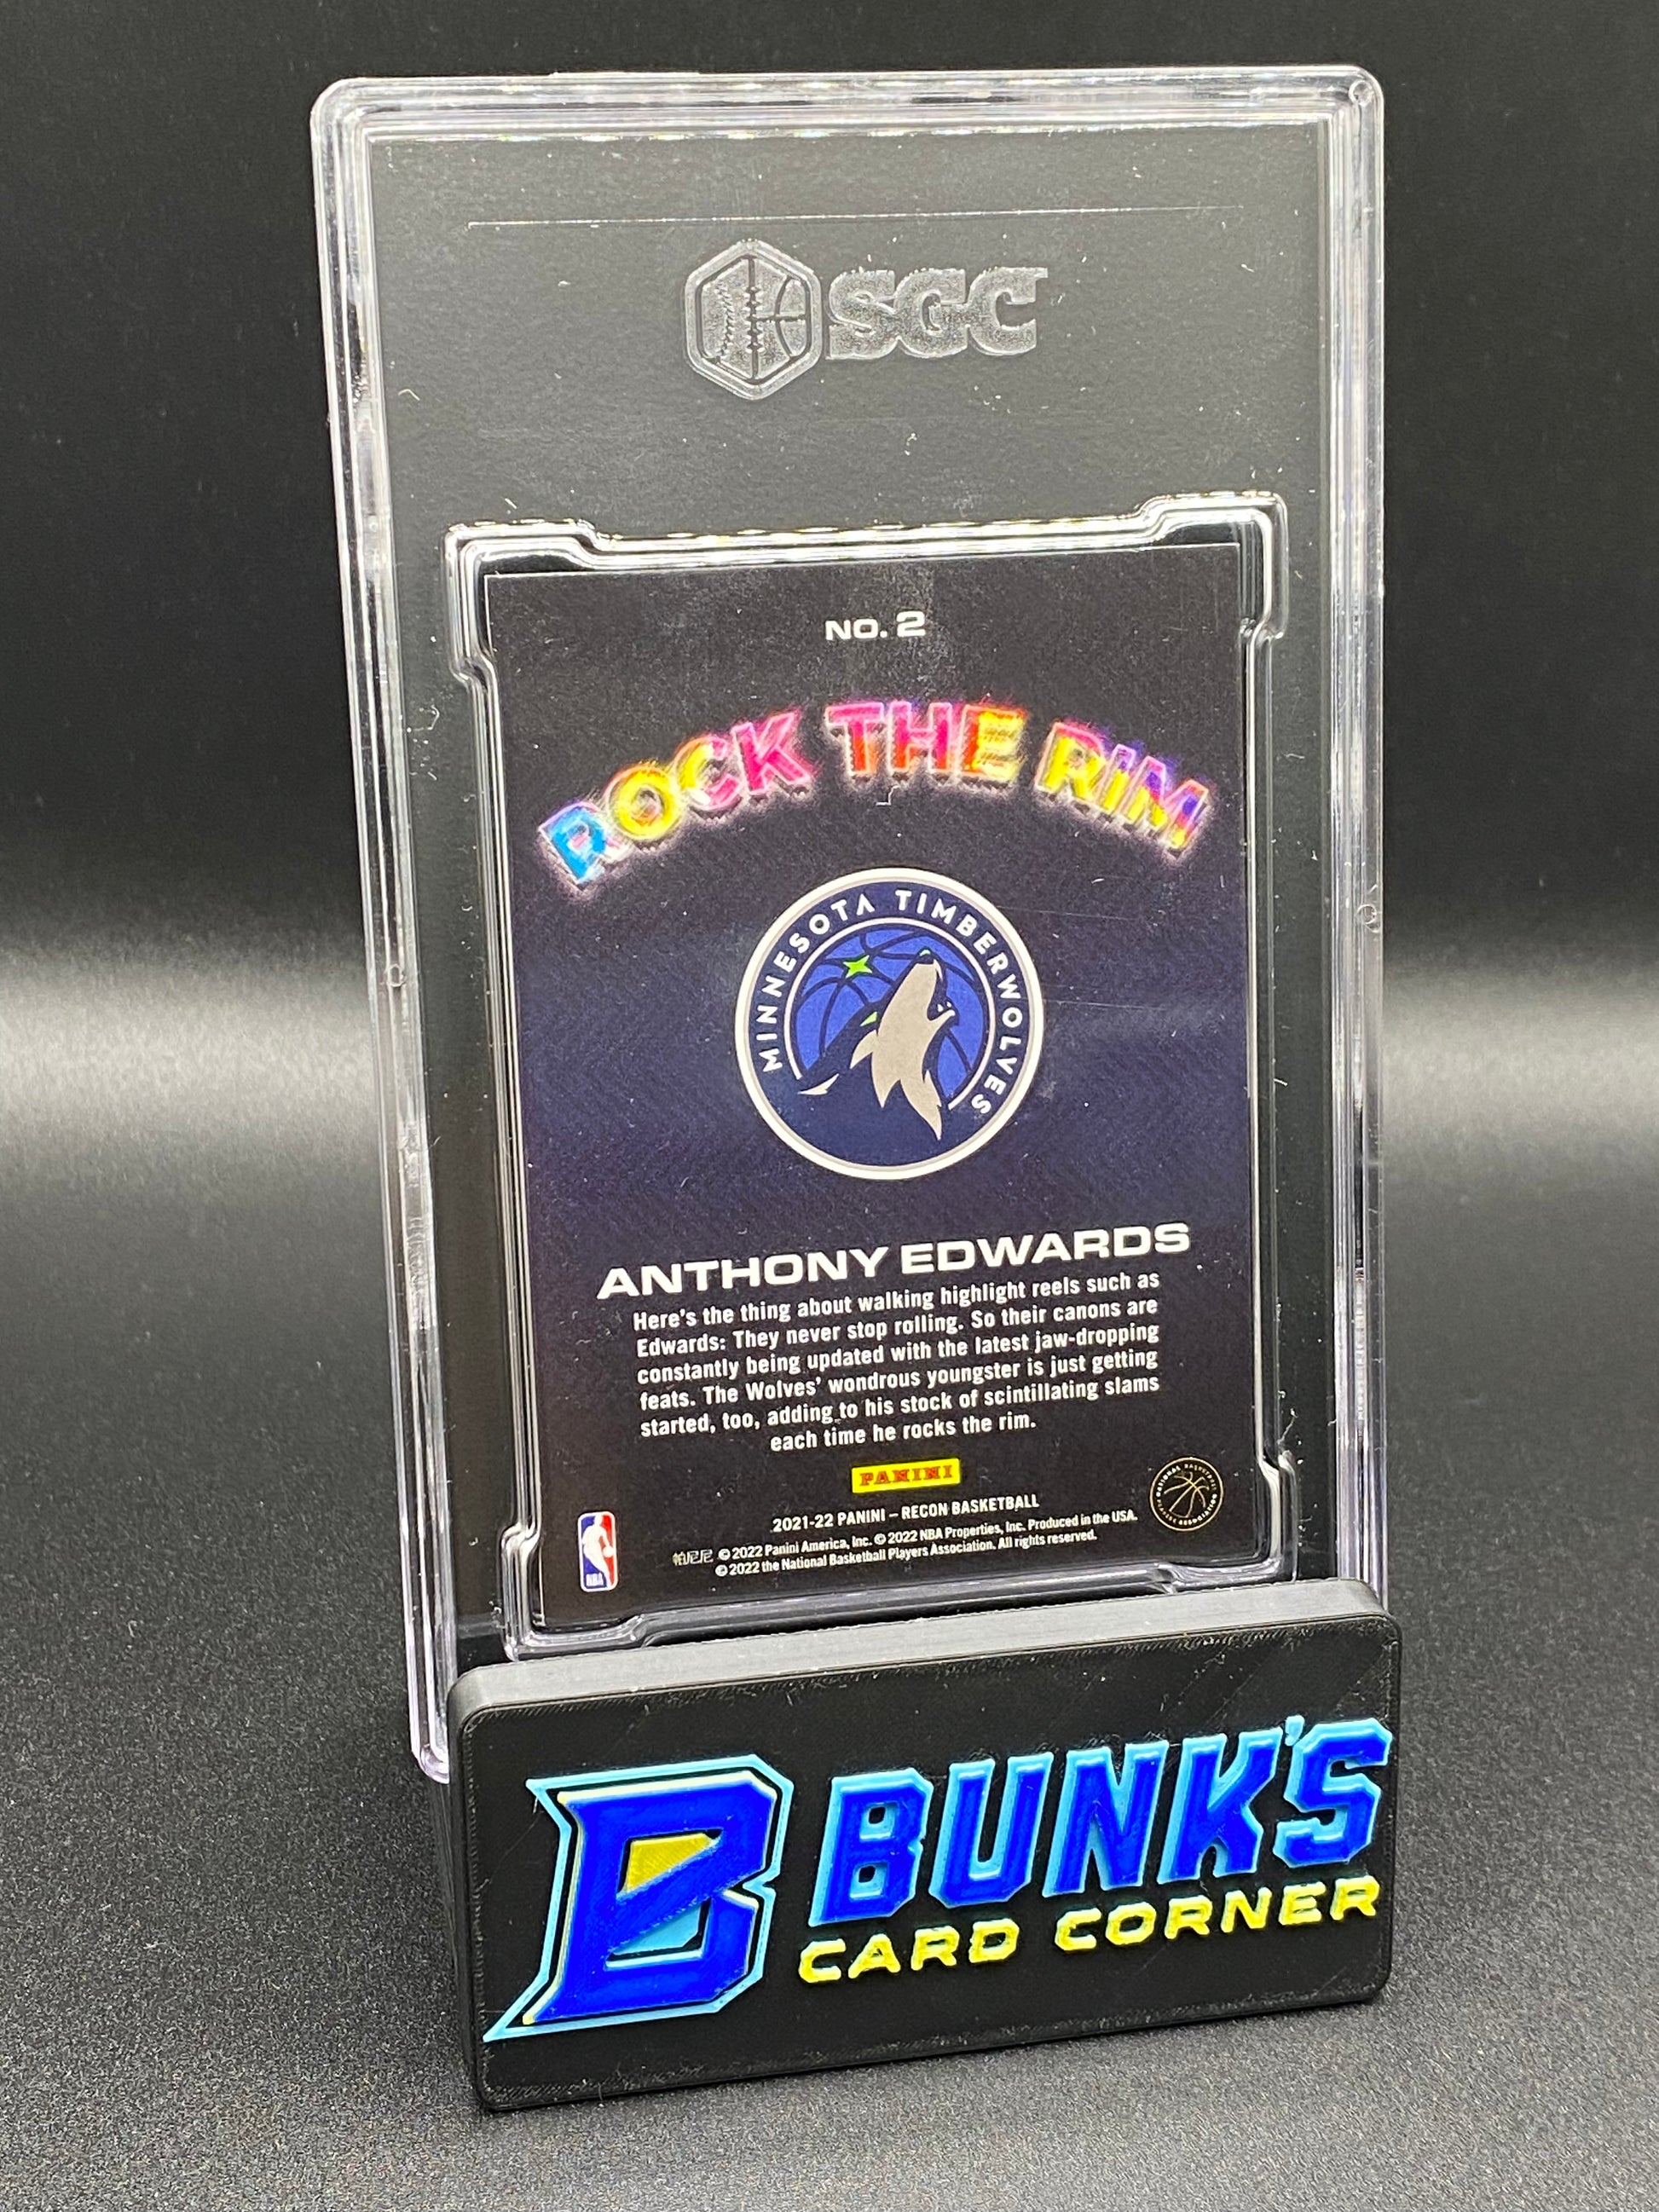 SGC
NO. 2
ROCK THE RIM
MINNESOTA TIMBERWOLVES
ANTHONY EDWARDS
Here's the thing about walking highlight reels such as
Edwards: They never stop rolling. So their canons are
constantly being updated with the latest jaw-dropping
feats. The Wolves' wondrous youngster is just getting
started, too, adding to his stock of scintillating slams
each time he rocks the rim.
PANINI
2021-22 PANINI – RECON BASKETBALL
帕尼尼 © 2022 Panini America, Inc. © 2022 NBA Properties, Inc. Produced in the USA.
© 2022 the National Basketball Players Association. All rights reserved.
NBA
B BUNK'S
CARD CORNER